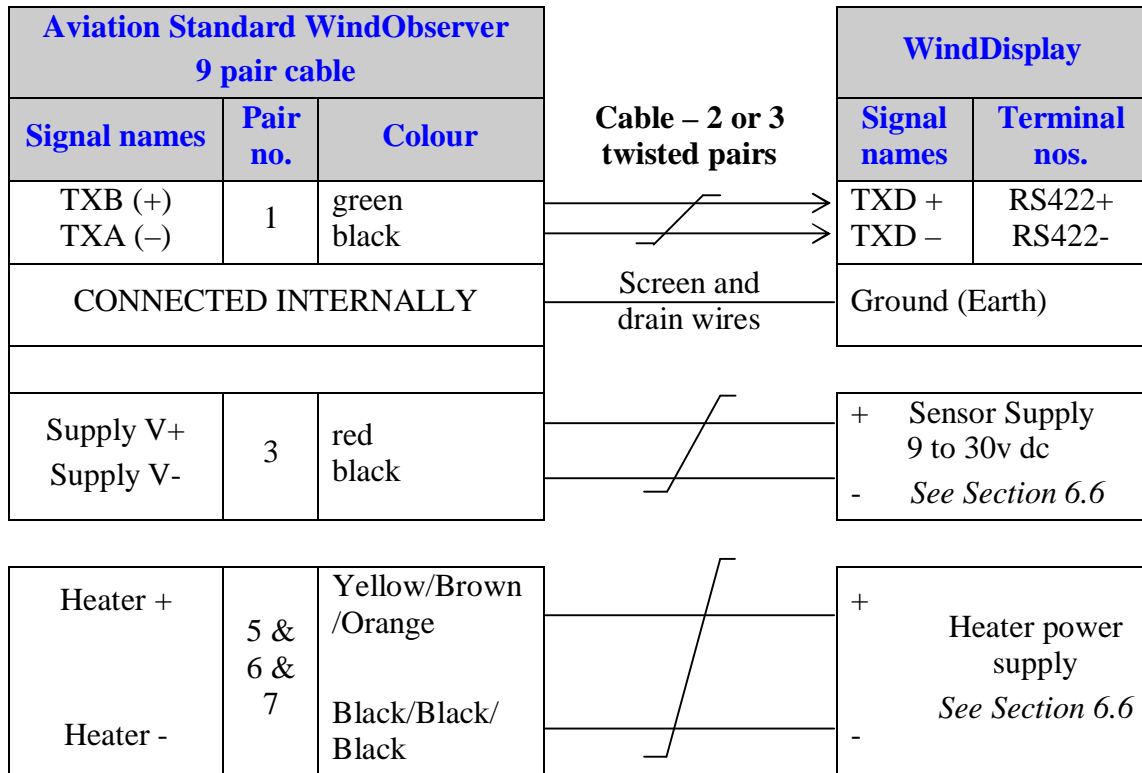 Aviation Standard WindObserver
9 pair cable
WindDisplay
Signal names
Pair
no.
Colour
Cable – 2 or 3
twisted pairs
Signal
names
Terminal
nos.
TXB (+)
TXA (–)
1
green
black
TXD +
TXD –
RS422+
RS422-
CONNECTED INTERNALLY
Screen and
drain wires
Ground (Earth)
Supply V+
Supply V-
3
red
black
+ Sensor Supply
9 to 30v dc
- See Section 6.6
Heater +
Heater -
5 &
6 &
7
Yellow/Brown
/Orange
Black/Black/
Black
+
Heater power
supply
See Section 6.6
-